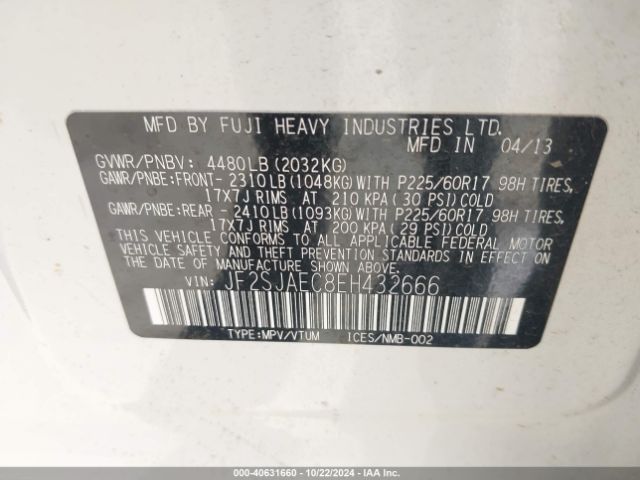 MFD BY FUJI HEAVY INDUSTRIES LTD.
MFD IN 04/13
GVWR/PNBV: 4480LB(2032KG)
GAWR/PNBE:FRONT- 2310LB(1048KG)WITH P225/60R17 98H TIRES,
17X7J RIMS AT 210 KPA(30 PSI)COLD
GAWR/PNBE:REAR - 2410LB(1093KG)WITH P225/60R17 98H TIRES,
17X7J RIMS AT 200 KPA(29 PSI)COLD
THIS VEHICLE CONFORMS TO ALL APPLICABLE FEDERAL MOTOR
VEHICLE SAFETY STANDARDS IN EFFECT ON
THE DATE OF MANUFACTURE SHOWN ABOVE.
VIN: JF2SJAEC8EH432666
TYPE:MPV/VTUM ICES/NMB-002
000-40631660 - 10/22/2024 - IAA Inc.